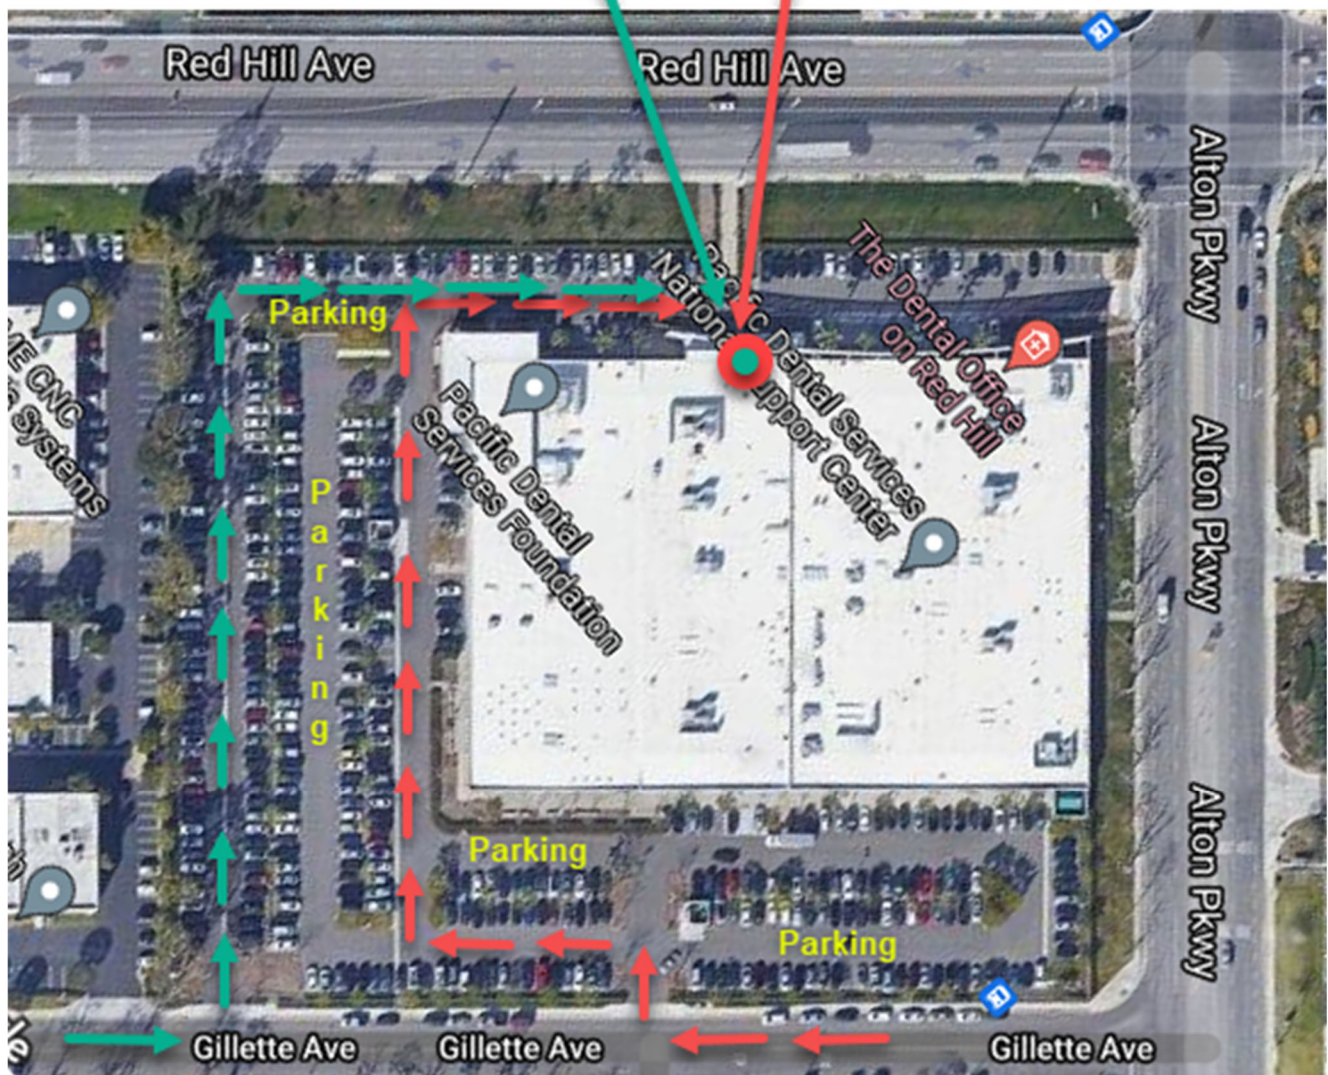 Red Hill Ave
Red Hill Ave
Alton Pkwy
The Dental Office
on Red Hill
Pacific Dental Services
National Support Center
Parking
CNC
Systems
Pacific Dental
Services Foundation
Alton Pkwy
Parking
Parking
Parking
Alton Pkwy
Gillette Ave
Gillette Ave
Gillette Ave